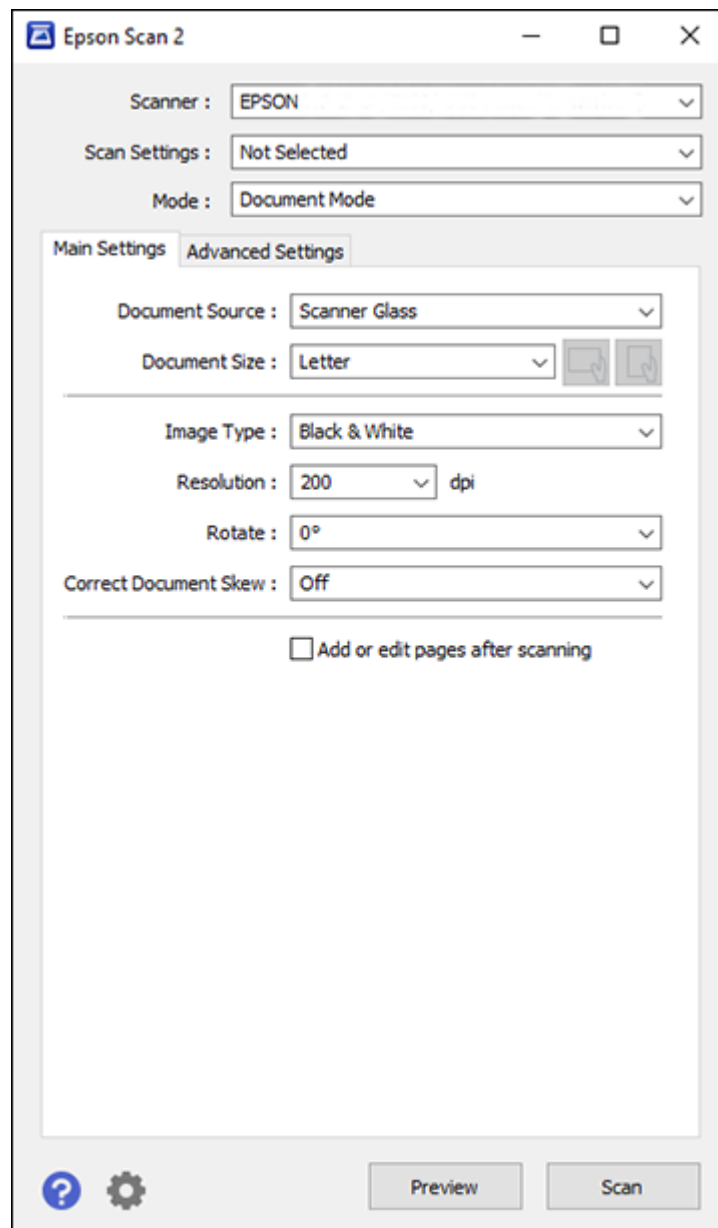 Epson Scan 2
Scanner : EPSON
Scan Settings : Not Selected
Mode : Document Mode
Main Settings Advanced Settings
Document Source : Scanner Glass
Document Size : Letter
Image Type : Black & White
Resolution : 200 dpi
Rotate : 0°
Correct Document Skew : Off
Add or edit pages after scanning
? Preview Scan